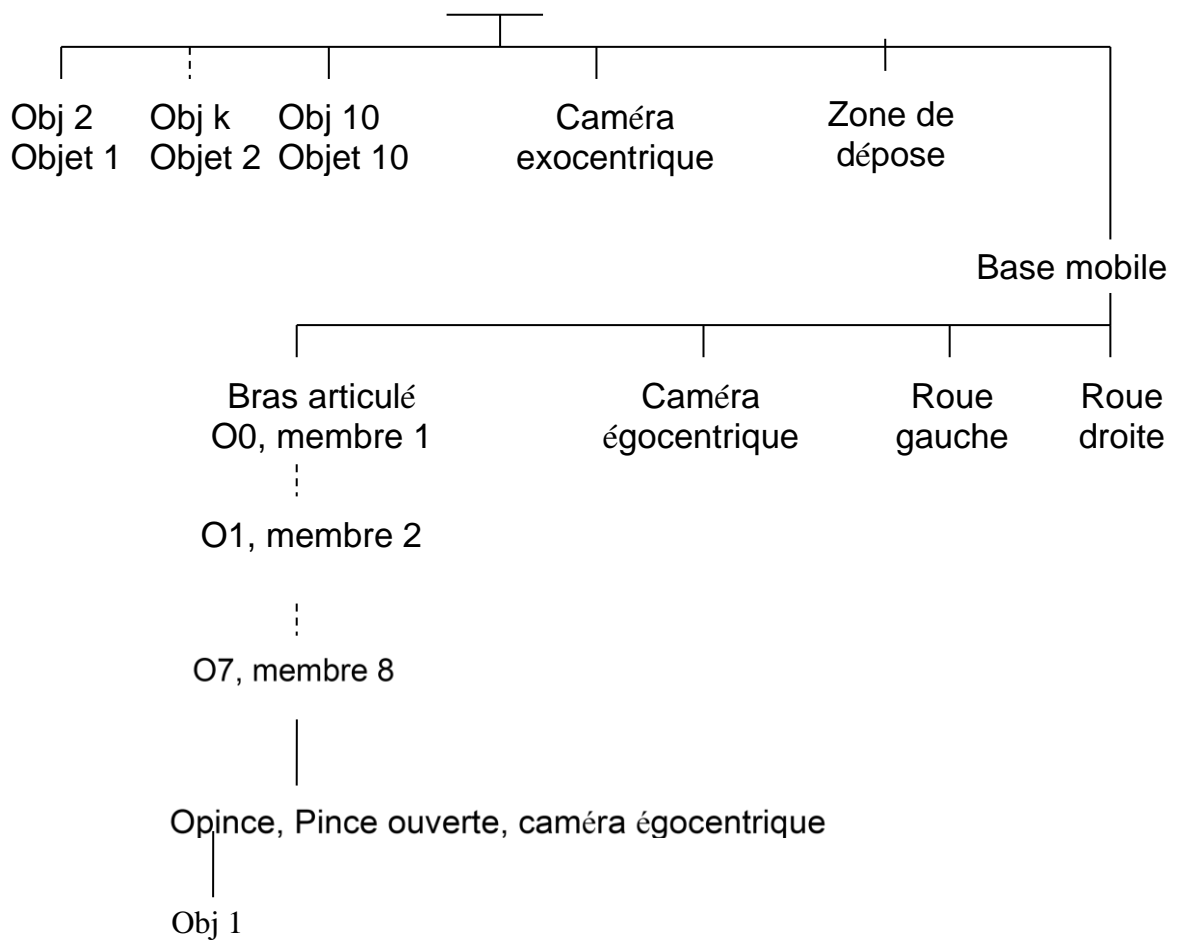 Obj 2 Obj k Obj 10 Caméra Zone de
Objet 1 Objet 2 Objet 10 exocentrique dépose
Base mobile
Bras articulé Caméra Roue Roue
O0, membre 1 égocentrique gauche droite
O1, membre 2
O7, membre 8
Opince, Pince ouverte, caméra égocentrique
Obj 1